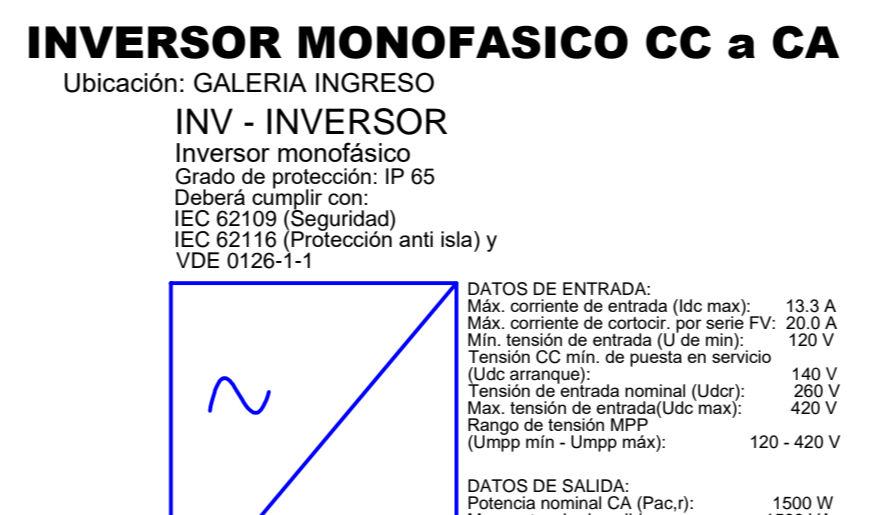 INVERSOR MONOFASICO CC a CA
Ubicación: GALERIA INGRESO
INV - INVERSOR
Inversor monofásico
Grado de protección: IP 65
Deberá cumplir con:
IEC 62109 (Seguridad)
IEC 62116 (Protección anti isla) y
VDE 0126-1-1
DATOS DE ENTRADA:
Máx. corriente de entrada (Idc max): 13.3 A
Máx. corriente de cortocir. por serie FV: 20.0 A
Mín. tensión de entrada (U de min): 120 V
Tensión CC mín. de puesta en servicio
(Udc arranque): 140 V
Tensión de entrada nominal (Udcr): 260 V
Max. tensión de entrada(Udc max): 420 V
Rango de tensión MPP
(Umpp mín - Umpp máx): 120 - 420 V
DATOS DE SALIDA:
Potencia nominal CA (Pac,r): 1500 W